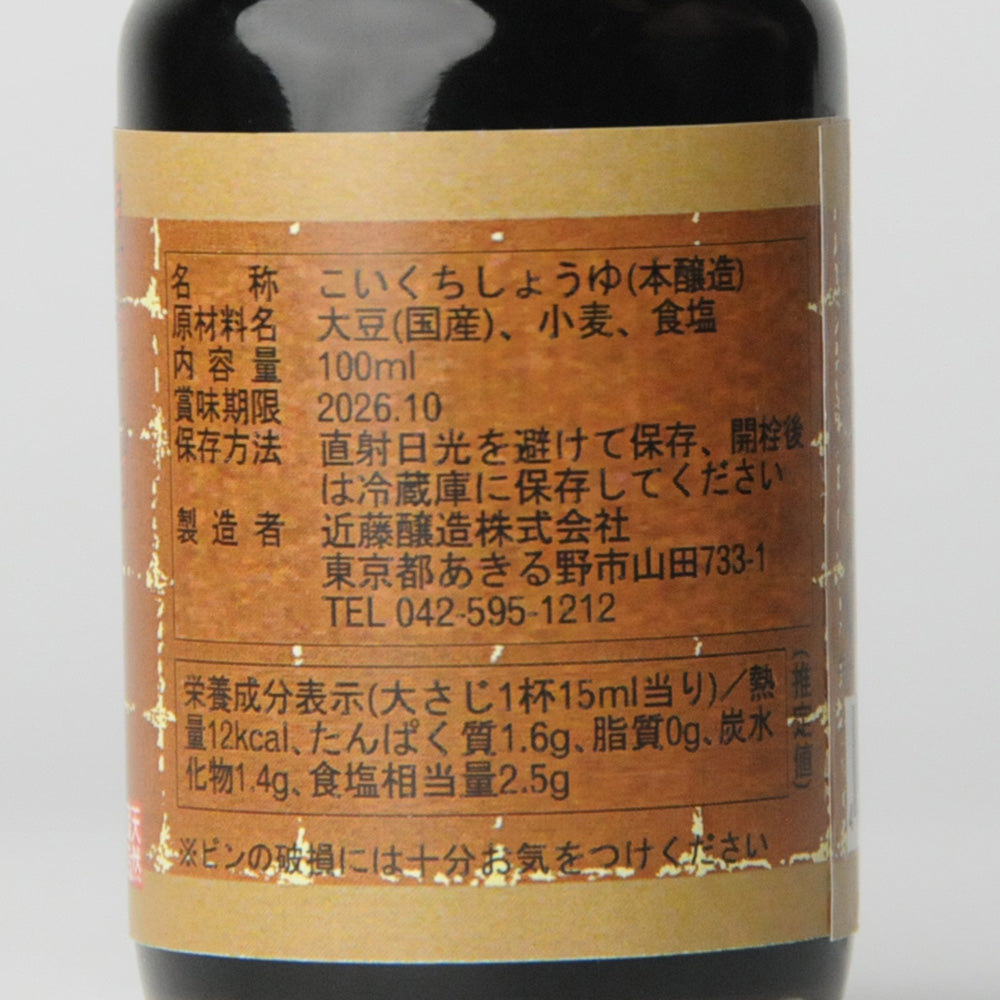 名称 こいくちしょうゆ(本醸造)
原材料名 大豆(国産)、小麦、食塩
内容量 100ml
賞味期限 2026.10
保存方法 直射日光を避けて保存、開栓後
は冷蔵庫に保存してください
製造者 近藤醸造株式会社
東京都あきる野市山田733-1
TEL 042-595-1212
栄養成分表示(大さじ1杯15ml当り)/熱
量12kcal、たんぱく質1.6g、脂質0g、炭水
化物1.4g、食塩相当量2.5g
(推定値)
※ビンの破損には十分お気をつけください